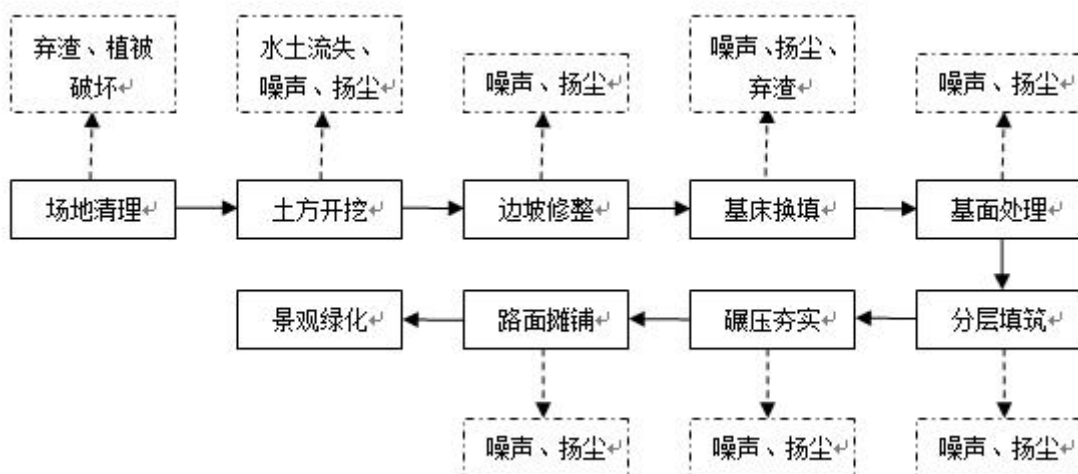 弃渣、植被
破坏
水土流失、
噪声、扬尘
噪声、扬尘
噪声、扬尘、
弃渣
噪声、扬尘
场地清理
土方开挖
边坡修整
基床换填
基面处理
景观绿化
路面摊铺
碾压夯实
分层填筑
噪声、扬尘
噪声、扬尘
噪声、扬尘